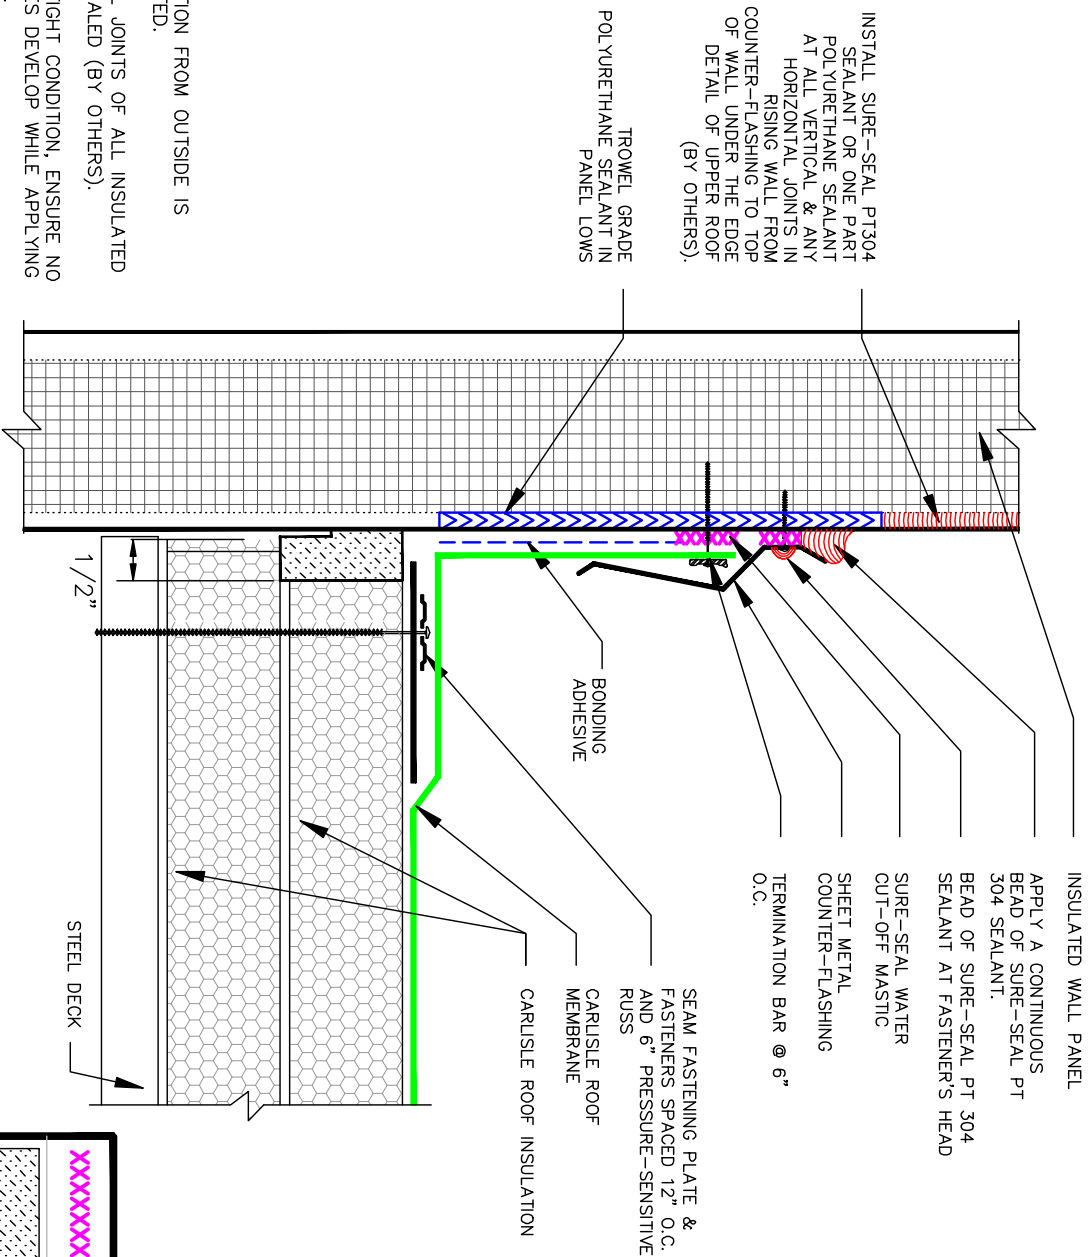 INSTALL SURE-SEAL PT304
SEALANT OR ONE PART
POLYURETHANE SEALANT
AT ALL VERTICAL & ANY
HORIZONTAL JOINTS IN
RISING WALL FROM
COUNTER-FLASHING TO TOP
OF WALL UNDER THE EDGE
DETAIL OF UPPER ROOF
(BY OTHERS).
TROWEL GRADE
POLYURETHANE SEALANT IN
PANEL LOWS
INSULATED WALL PANEL
APPLY A CONTINUOUS
BEAD OF SURE-SEAL PT
304 SEALANT.
BEAD OF SURE-SEAL PT 304
SEALANT AT FASTENER'S HEAD
SURE-SEAL WATER
CUT-OFF MASTIC
SHEET METAL
COUNTER-FLASHING
TERMINATION BAR @ 6"
O.C.
SEAM FASTENING PLATE &
FASTENERS SPACED 12" O.C.
AND 6" PRESSURE-SENSITIVE
RUSS
CARLISLE ROOF
MEMBRANE
CARLISLE ROOF INSULATION
BONDING
ADHESIVE
STEEL DECK
1/2"
TION FROM OUTSIDE IS
TED.
L JOINTS OF ALL INSULATED
ALED (BY OTHERS).
IGHT CONDITION, ENSURE NO
ES DEVELOP WHILE APPLYING